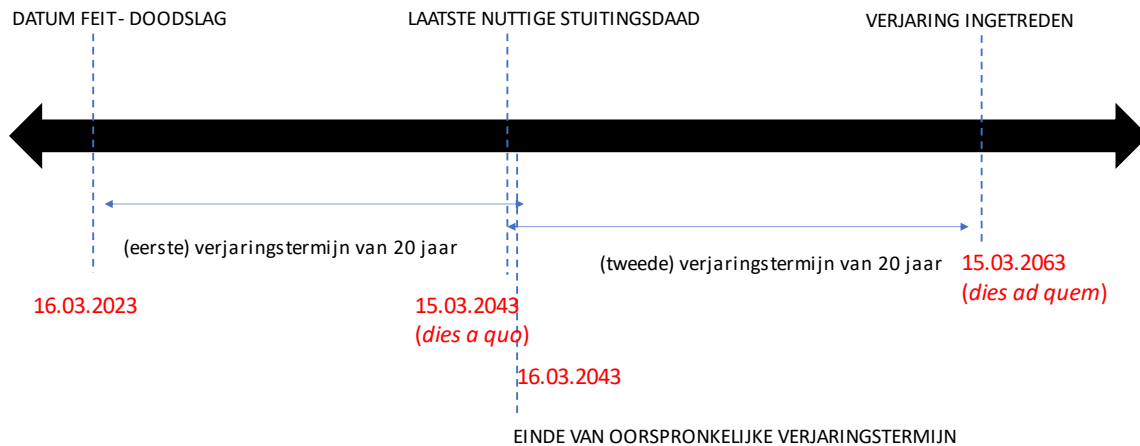 DATUM FEIT - DOODSLAG
LAATSTE NUTTIGE STUITINGSDAAD
VERJARING INGETREDEN
(eerste) verjaringstermijn van 20 jaar
(tweede) verjaringstermijn van 20 jaar
16.03.2023
15.03.2043
(dies a quo)
15.03.2063
(dies ad quem)
16.03.2043
EINDE VAN OORSPRONKELIJKE VERJARINGSTERMIJN